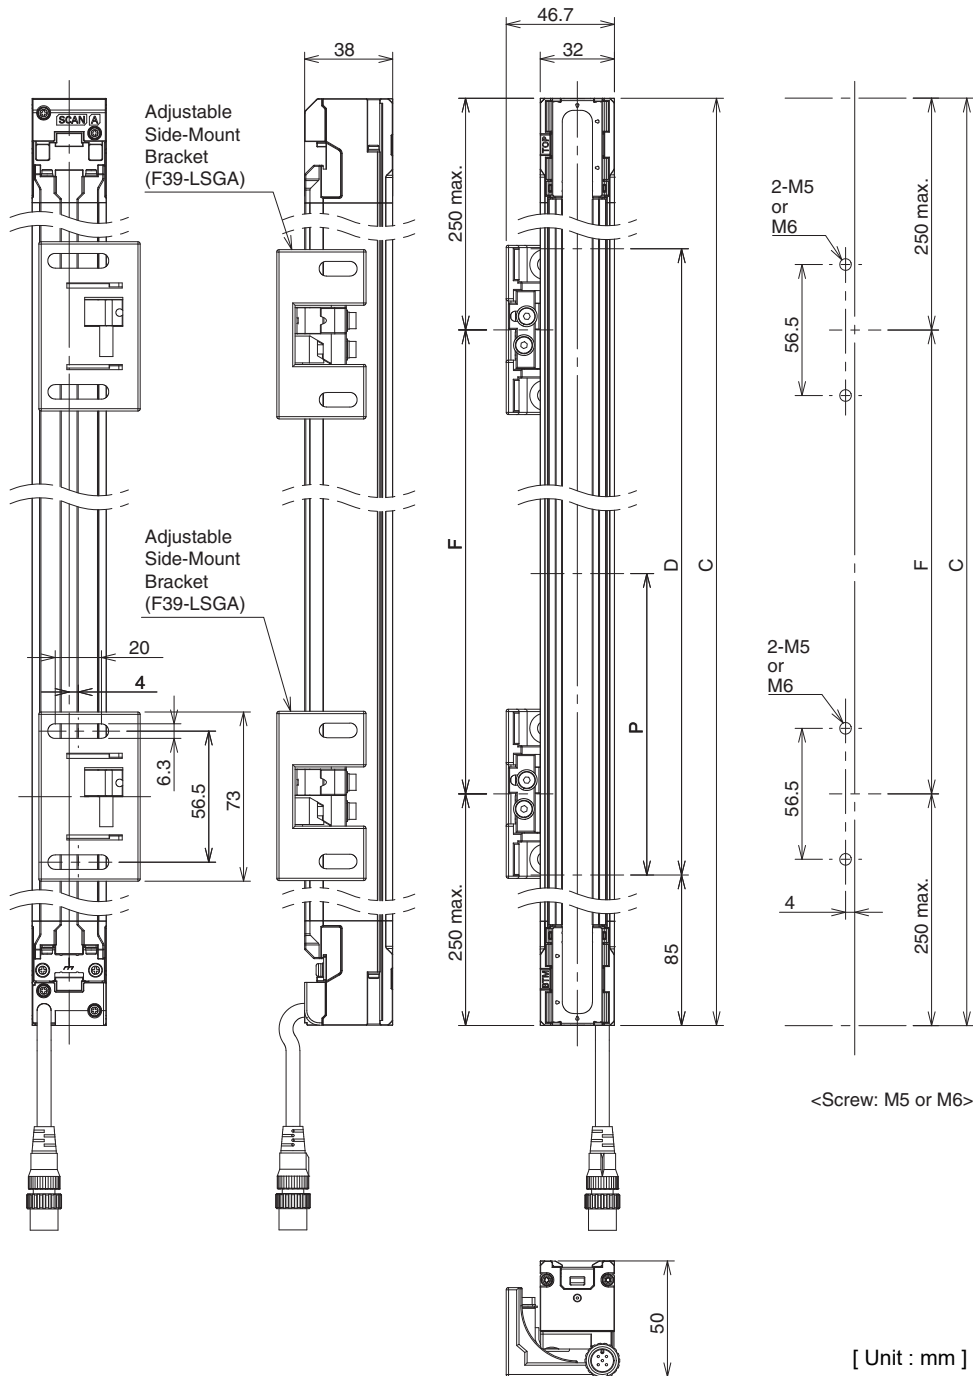 46.7
38
32
SCAN A
Adjustable
Side-Mount
Bracket
(F39-LSGA)
TOP
250 max.
2-M5
or
M6
250 max.
56.5
F
D
C
F
C
Adjustable
Side-Mount
Bracket
(F39-LSGA)
20
4
6.3
56.5
73
P
2-M5
or
M6
56.5
4
250 max.
85
250 max.
BTM
<Screw: M5 or M6>
50
[ Unit : mm ]